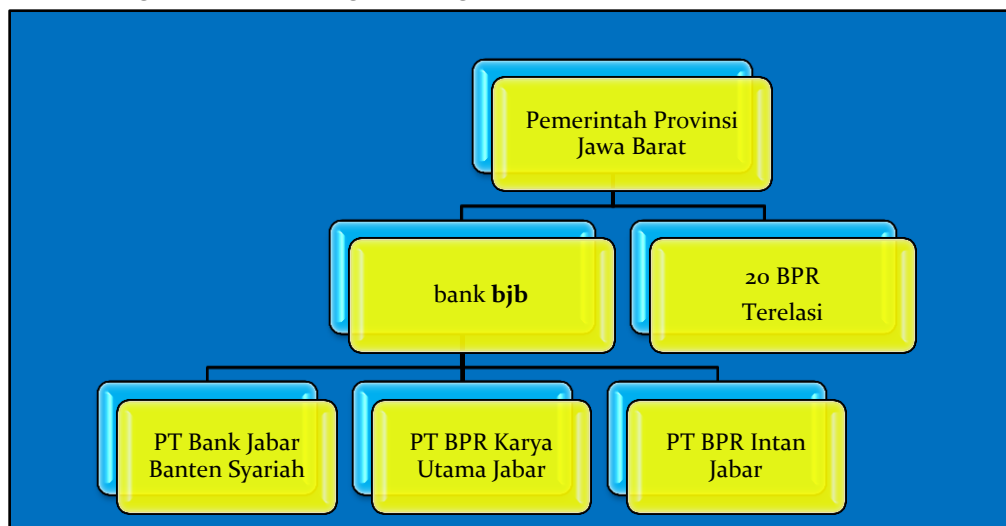 Pemerintah Provinsi
Jawa Barat
bank bjb
20 BPR
Terelasi
PT Bank Jabar
Banten Syariah
PT BPR Karya
Utama Jabar
PT BPR Intan
Jabar